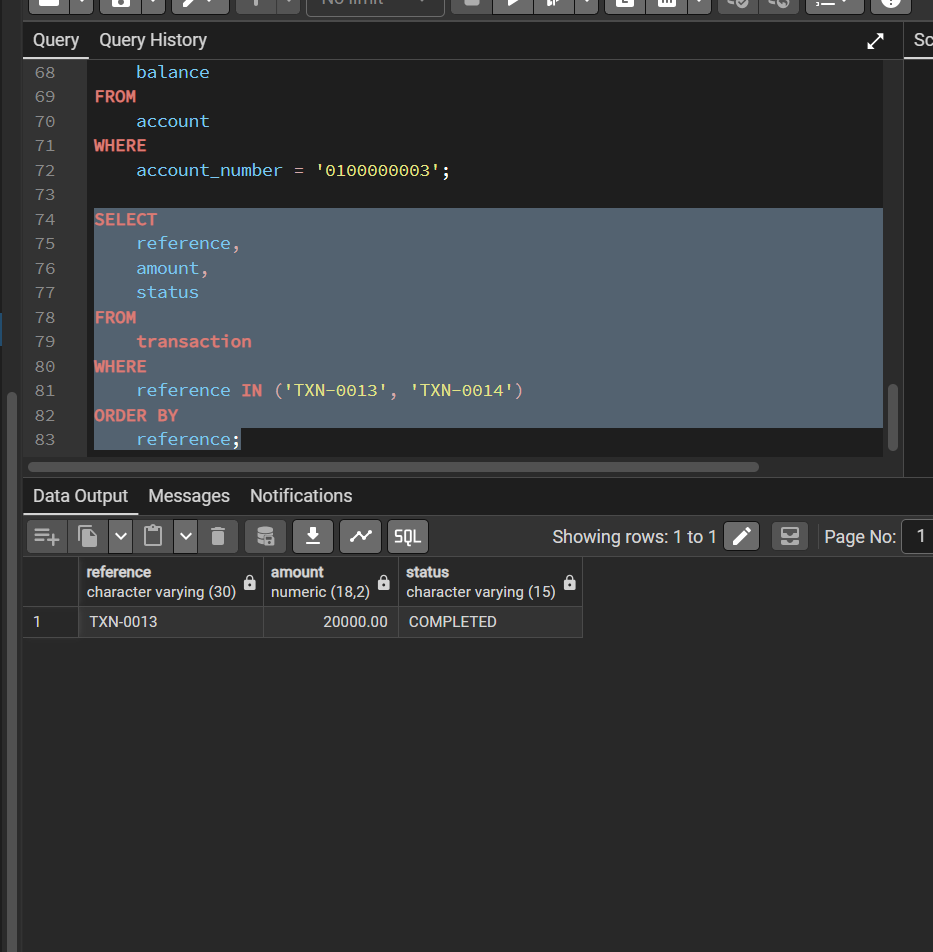 No limit
Query Query History
Sc
68 balance
69 FROM
70 account
71 WHERE
72 account_number = '0100000003';
73
74 SELECT
75 reference,
76 amount,
77 status
78 FROM
79 transaction
80 WHERE
81 reference IN ('TXN-0013', 'TXN-0014')
82 ORDER BY
83 reference;
Data Output Messages Notifications
SQL Showing rows: 1 to 1 Page No: 1
reference amount status
character varying (30) numeric (18,2) character varying (15)
1 TXN-0013 20000.00 COMPLETED